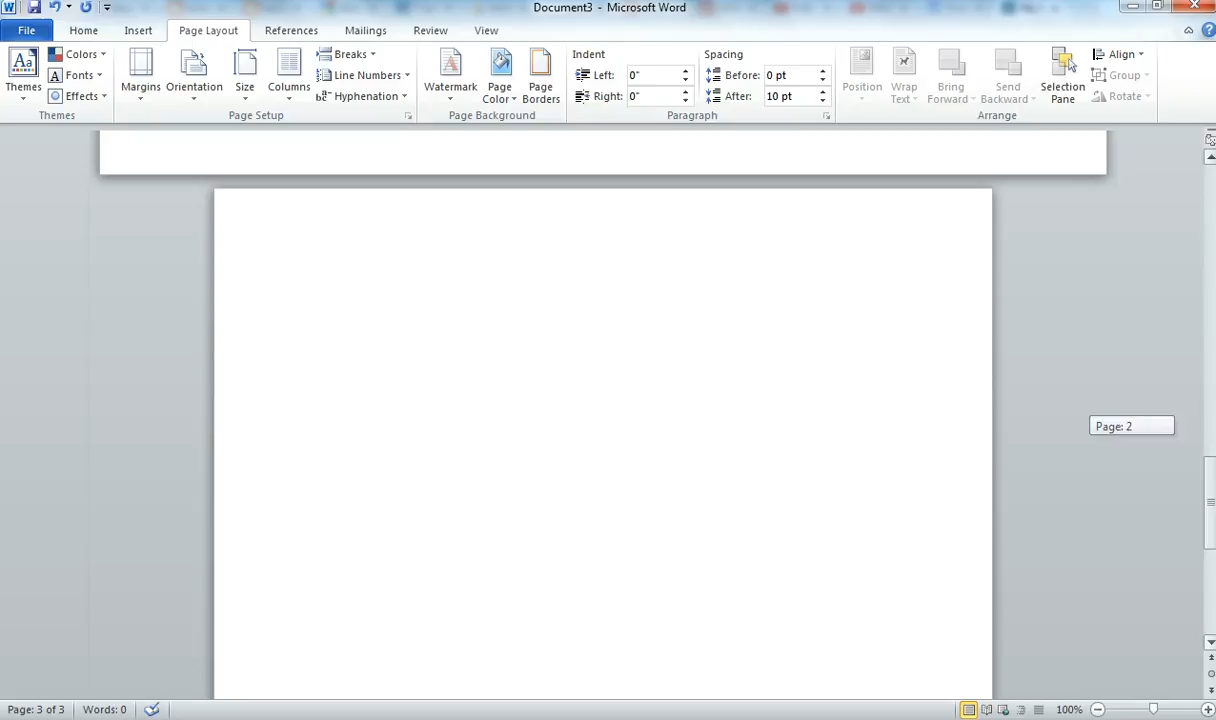 Document3 - Microsoft Word
File Home Insert Page Layout References Mailings Review View
Themes
Colors
Fonts
Effects
Themes
Margins
Orientation
Size
Columns
Breaks
Line Numbers
Hyphenation
Page Setup
Watermark
Page Color
Page Borders
Page Background
Indent
Left: 0"
Right: 0"
Spacing
Before: 0 pt
After: 10 pt
Paragraph
Position
Wrap Text
Bring Forward
Send Backward
Selection Pane
Align
Group
Rotate
Arrange
Page: 2
Page: 3 of 3 Words: 0 100%